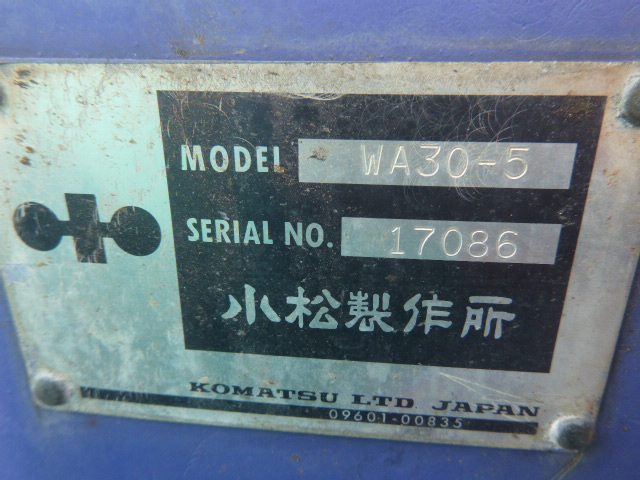 MODEL WA30-5
SERIAL NO. 17086
小松製作所
KOMATSU LTD. JAPAN
09601-00835